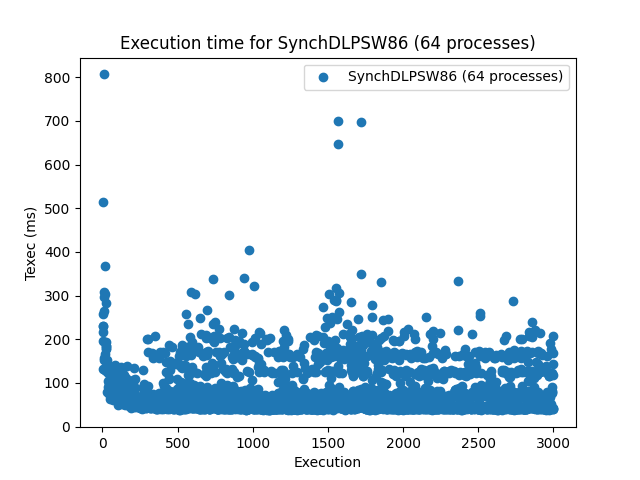 Execution time for SynchDLPSW86 (64 processes)
SynchDLPSW86 (64 processes)
800
700
600
500
400
300
200
100
0
Texec (ms)
0 500 1000 1500 2000 2500 3000
Execution